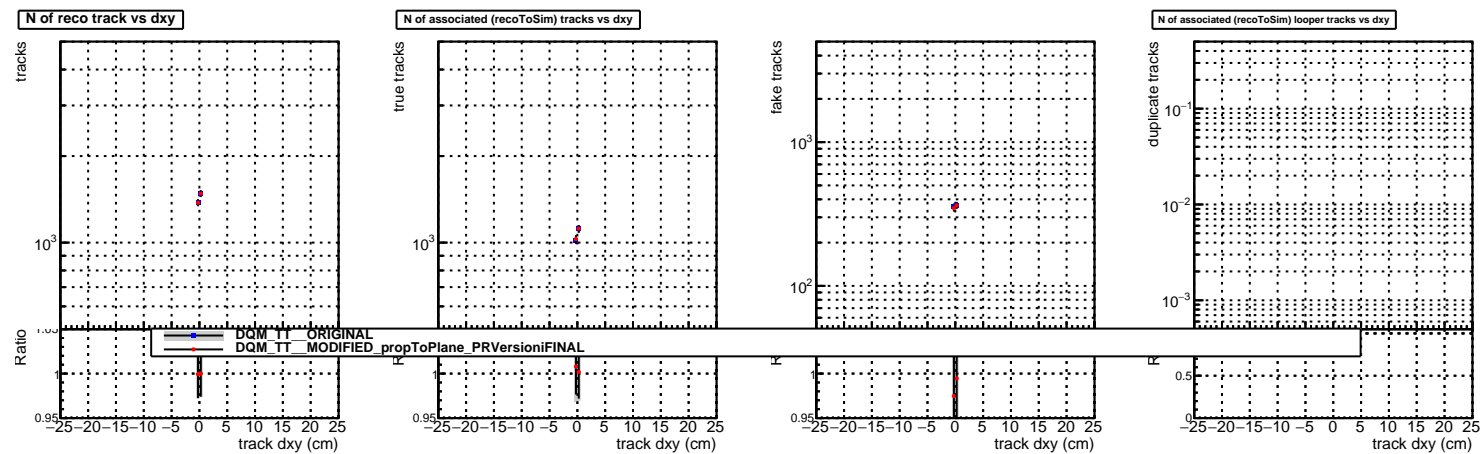 N of reco track vs dxy
tracks
10^3
Ratio
1.05
1
0.95
−25 −20 −15 −10 −5 0 5 10 15 20 25
track dxy (cm)
N of associated (recoToSim) tracks vs dxy
true tracks
10^3
1
0.95
−25 −20 −15 −10 −5 0 5 10 15 20 25
track dxy (cm)
fake tracks
10^3
10^2
1
0.95
−25 −20 −15 −10 −5 0 5 10 15 20 25
track dxy (cm)
N of associated (recoToSim) looper tracks vs dxy
duplicate tracks
10^−1
10^−2
10^−3
0.5
0
−25 −20 −15 −10 −5 0 5 10 15 20 25
track dxy (cm)
DQM_TT__ORIGINAL
DQM_TT__MODIFIED_propToPlane_PRVersioniFINAL